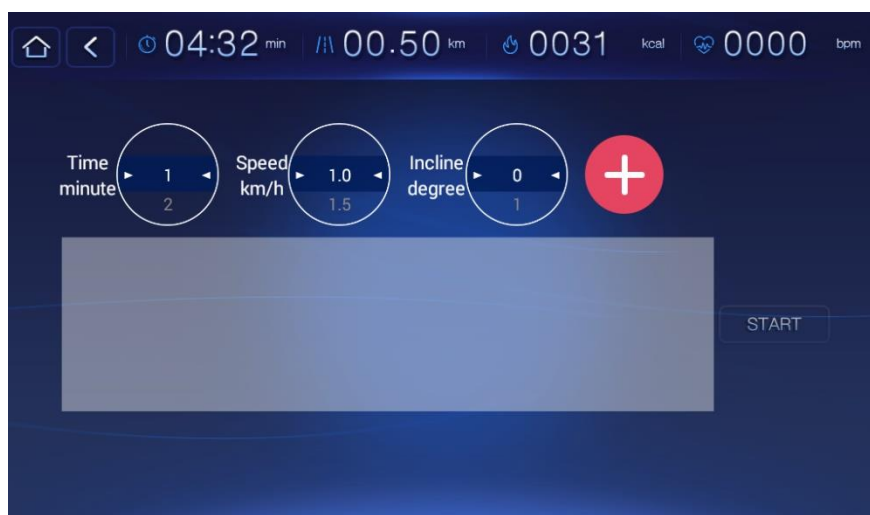 04:32 min 00.50 km 0031 kcal 0000 bpm
Time minute 1 2
Speed km/h 1.0 1.5
Incline degree 0 1
START